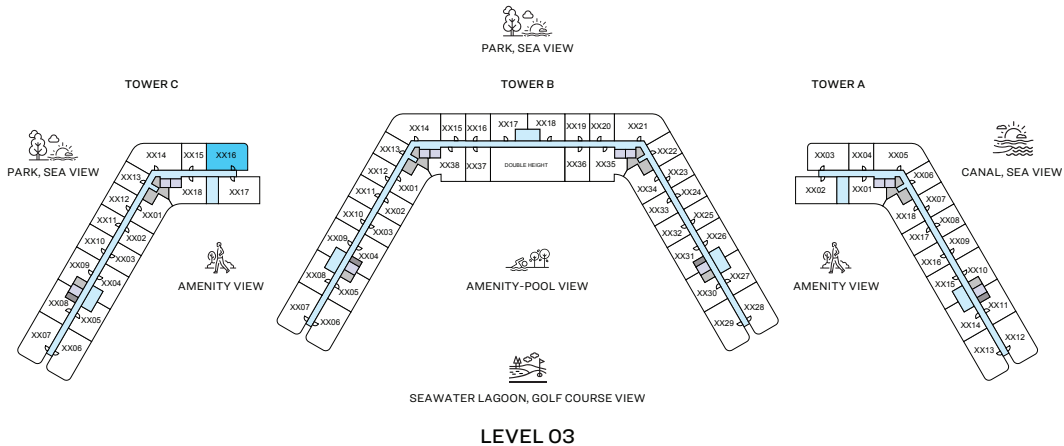 PARK, SEA VIEW
TOWER C
TOWER B
TOWER A
PARK, SEA VIEW
CANAL, SEA VIEW
XX14
XX15
XX16
XX13
XX18
XX17
XX12
XX01
XX11
XX02
XX10
XX03
XX09
XX04
XX08
XX05
XX07
XX06
AMENITY VIEW
XX14
XX15
XX16
XX17
XX18
XX19
XX20
XX21
XX13
XX38
XX37
DOUBLE HEIGHT
XX36
XX35
XX22
XX12
XX01
XX34
XX23
XX11
XX02
XX33
XX24
XX10
XX03
XX32
XX25
XX09
XX04
XX31
XX26
XX08
XX05
XX30
XX27
XX07
XX06
XX29
XX28
AMENITY-POOL VIEW
XX03
XX04
XX05
XX02
XX01
XX06
XX18
XX07
XX17
XX08
XX16
XX09
XX15
XX10
XX14
XX11
XX13
XX12
AMENITY VIEW
SEAWATER LAGOON, GOLF COURSE VIEW
LEVEL 03